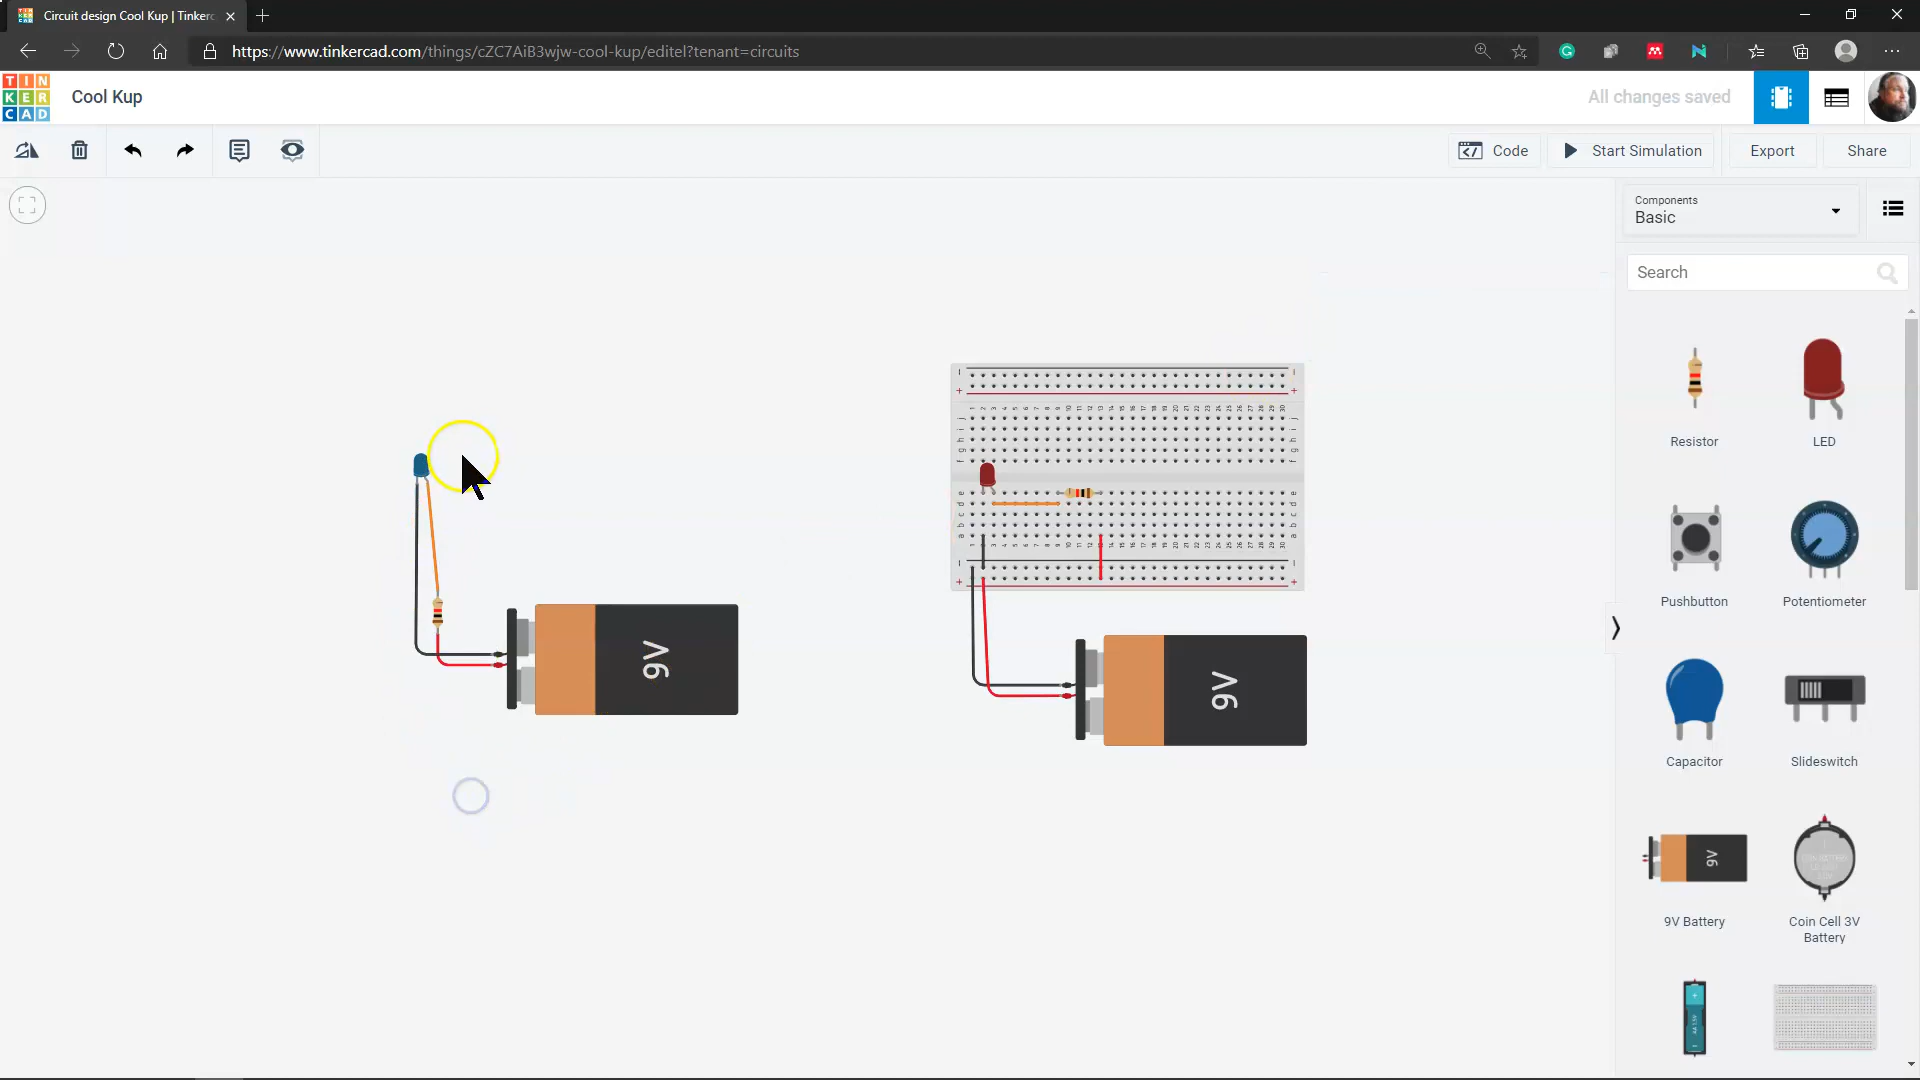 Circuit design Cool Kup | Tinkerc
https://www.tinkercad.com/things/cZC7AiB3wjw-cool-kup/editel?tenant=circuits
TIN
KER
CAD
Cool Kup
All changes saved
Code
Start Simulation
Export
Share
Components
Basic
Search
Resistor
LED
Pushbutton
Potentiometer
Capacitor
Slideswitch
9V
9V
9V
9V Battery
Coin Cell 3V
Battery